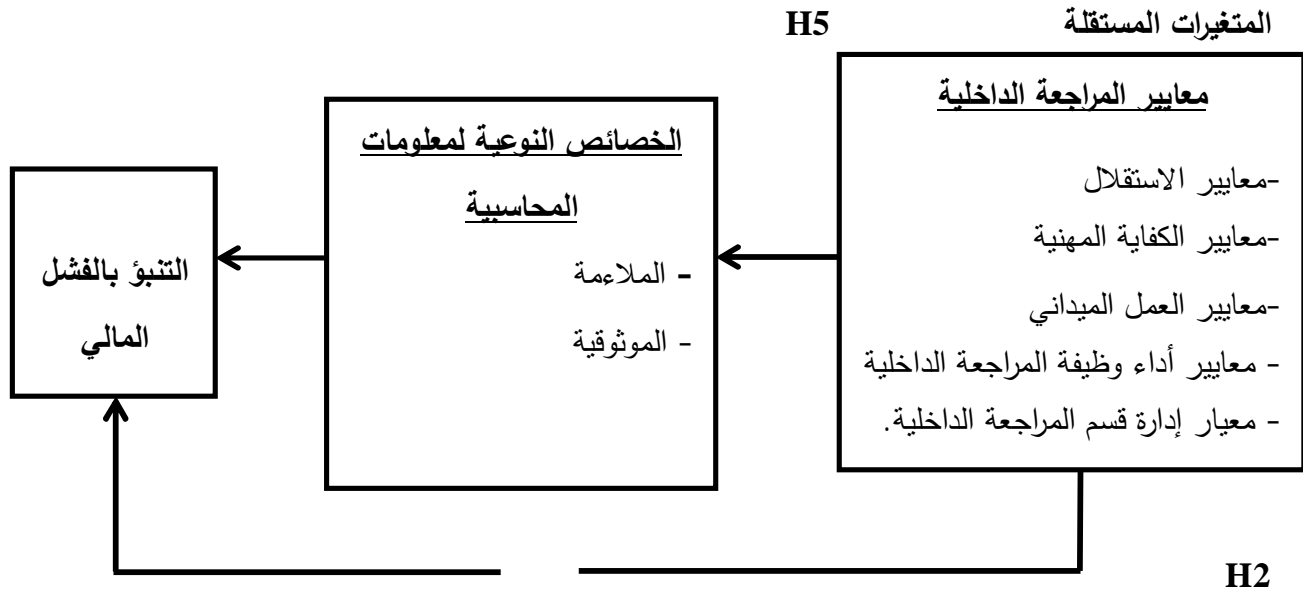 المتغيرات المستقلة
H5
معايير المراجعة الداخلية
-معايير الاستقلال
-معايير الكفاية المهنية
-معايير العمل الميداني
- معايير أداء وظيفة المراجعة الداخلية
- معيار إدارة قسم المراجعة الداخلية.
الخصائص النوعية لمعلومات
المحاسبية
- الملاءمة
- الموثوقية
التنبؤ بالفشل
المالي
H2